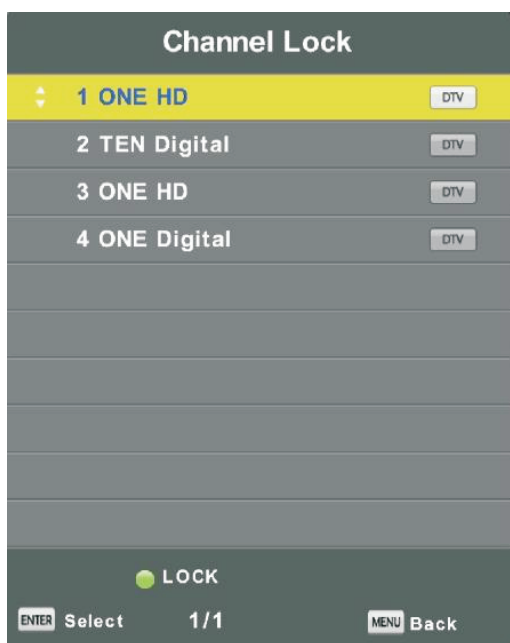 Channel Lock
1 ONE HD DTV
2 TEN Digital DTV
3 ONE HD DTV
4 ONE Digital DTV
LOCK
ENTER Select 1/1 MENU Back